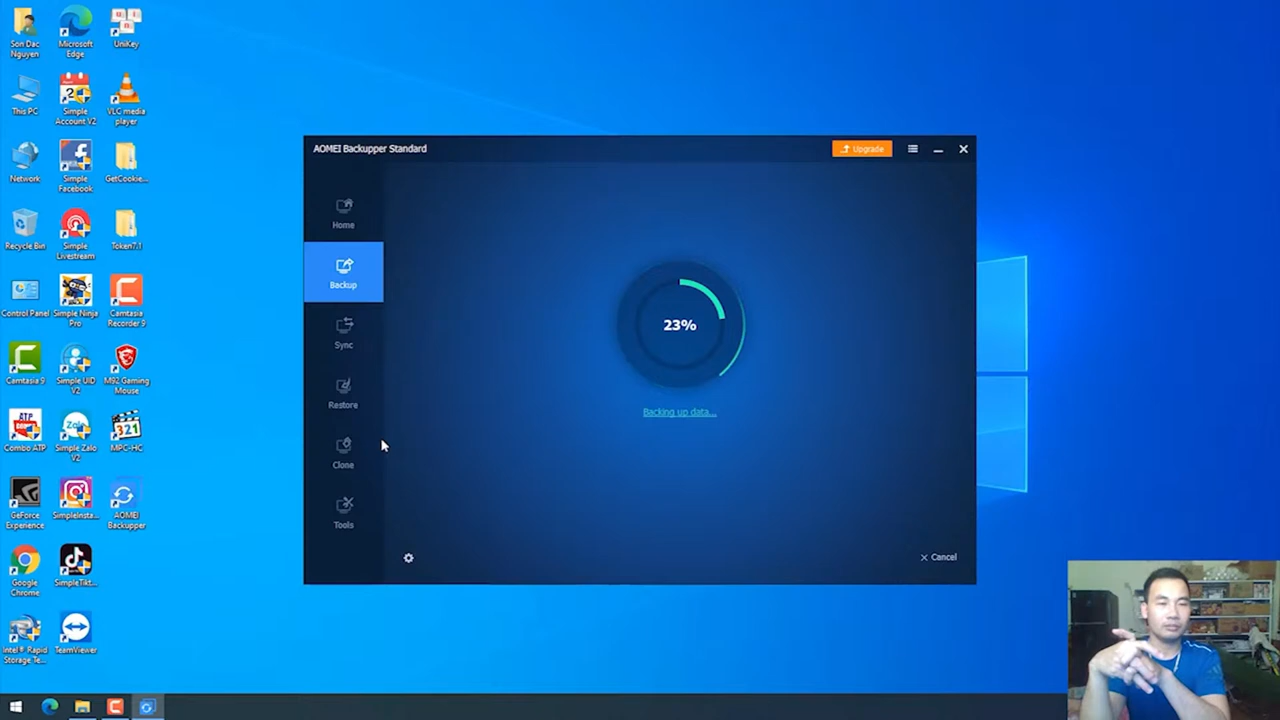 Son Dac
Nguyen
Microsoft
Edge
UniKey
This PC
Simple
Account V2
VLC media
player
Network
Simple
Facebook
GetCookie...
Recycle Bin
Simple
Livestream
Token7.1
Control Panel
Simple Ninja
Pro
Camtasia
Recorder 9
Camtasia 9
Simple UID
V2
M92 Gaming
Mouse
ATP
Combo ATP
Zalo
Simple Zalo
V2
321
MPC-HC
GeForce
Experience
SimpleInsta...
AOMEI
Backupper
Google
Chrome
SimpleTikt...
Intel® Rapid
Storage Te...
TeamViewer
AOMEI Backupper Standard
Upgrade
Home
Backup
Sync
Restore
Clone
Tools
23%
Backing up data...
Cancel